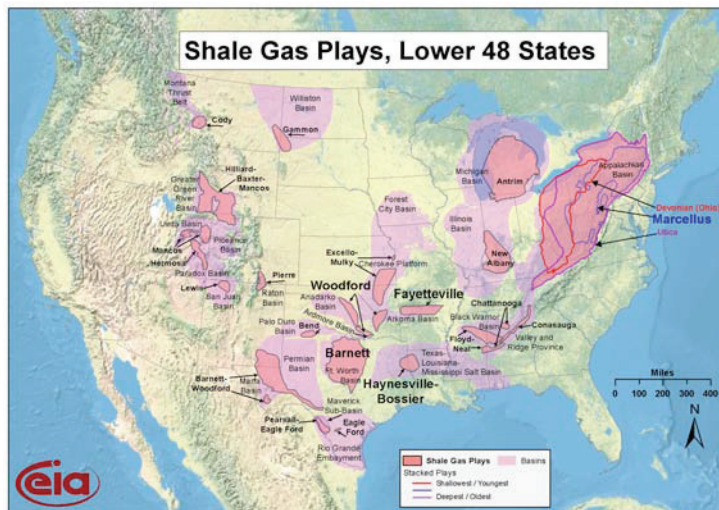 Shale Gas Plays, Lower 48 States
Montana
Thrust
Belt
Cody
Williston
Basin
Gammon
Hilliard-
Baxter-
Mancos
Greater
Green
River
Basin
Uinta Basin
Piceance
Basin
Mancos
Hermosa
Paradox Basin
Lewis
San Juan
Basin
Pierre
Raton
Basin
Michigan
Basin
Antrim
Forest
City Basin
Illinois
Basin
New
Albany
Excello-
Mulky
Cherokee Platform
Appalachian
Basin
Devonian (Ohio)
Marcellus
Utica
Woodford
Anadarko
Basin
Ardmore Basin
Palo Duro
Basin
Bend
Fayetteville
Arkoma Basin
Chattanooga
Black Warrior
Basin
Conasauga
Floyd-
Neal
Valley and
Ridge Province
Permian
Basin
Barnett
Ft. Worth
Basin
Texas-
Louisiana-
Mississippi Salt Basin
Haynesville-
Bossier
Barnett-
Woodford
Marfa
Basin
Maverick
Sub-Basin
Pearsall-
Eagle Ford
Eagle
Ford
Rio Grande
Embayment
Miles
0 100 200 300 400
N
Shale Gas Plays
Basins
Stacked Plays
Shallowest / Youngest
Deepest / Oldest
eia